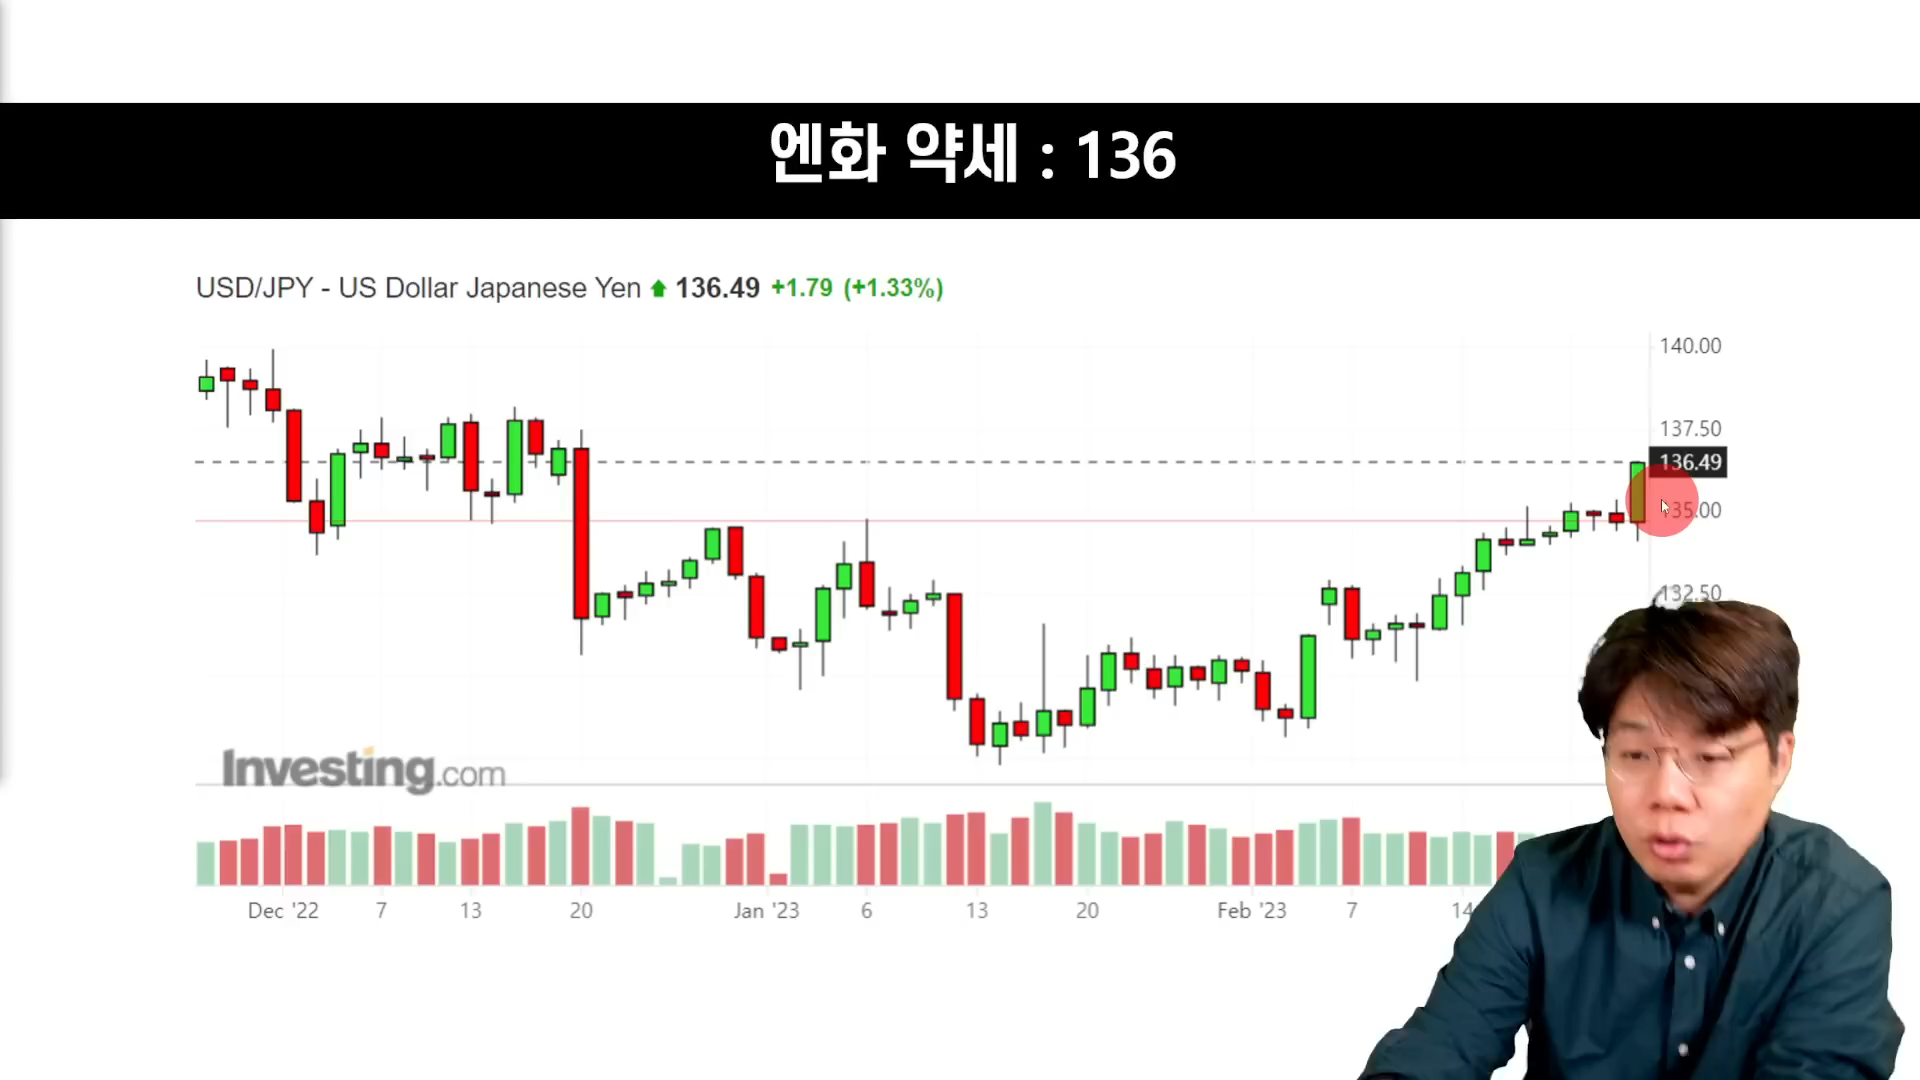 엔화 약세 : 136
USD/JPY - US Dollar Japanese Yen 136.49 +1.79 (+1.33%)
140.00
137.50
136.49
135.00
132.50
Investing.com
Dec '22 7 13 20 Jan '23 6 13 20 Feb '23 7 14